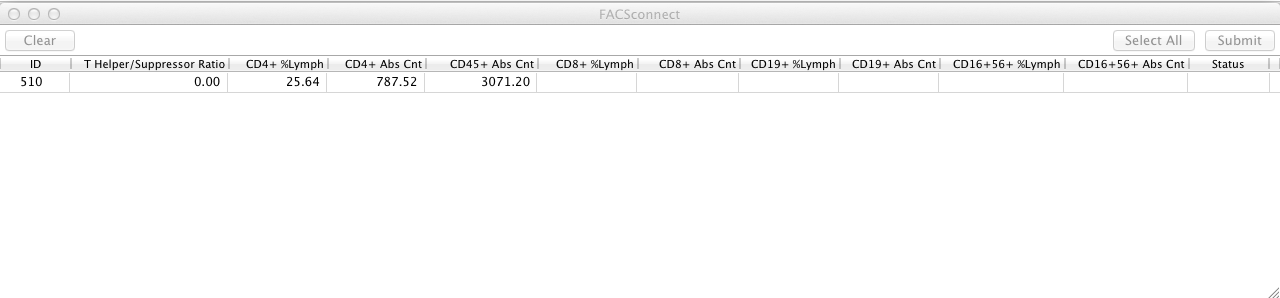 FACSconnect
Clear Select All Submit
ID T Helper/Suppressor Ratio CD4+ %Lymph CD4+ Abs Cnt CD45+ Abs Cnt CD8+ %Lymph CD8+ Abs Cnt CD19+ %Lymph CD19+ Abs Cnt CD16+56+ %Lymph CD16+56+ Abs Cnt Status
510 0.00 25.64 787.52 3071.20